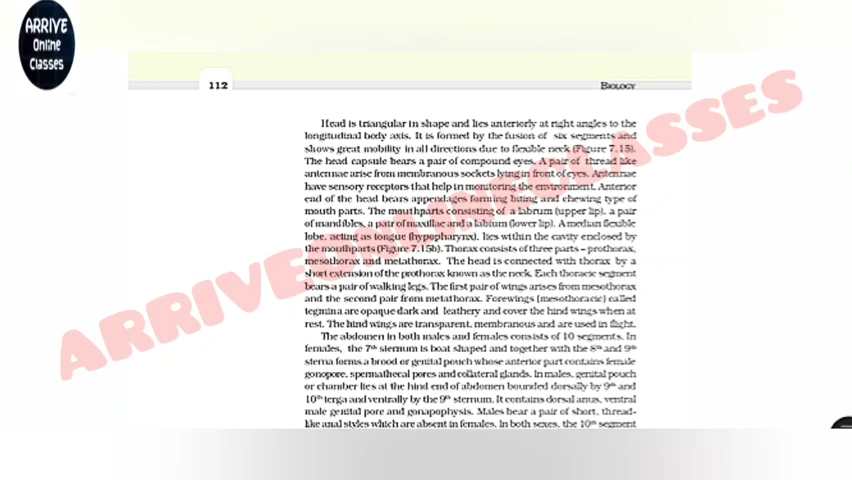 ARRIVE
Online
Classes
112
BIOLOGY
Head is triangular in shape and lies anteriorly at right angles to the
longitudinal body axis. It is formed by the fusion of six segments and
shows great mobility in all directions due to flexible neck (Figure 7.15).
The head capsule bears a pair of compound eyes. A pair of thread like
antennae arise from membranous sockets lying in front of eyes. Antennae
have sensory receptors that help in monitoring the environment. Anterior
end of the head bears appendages forming biting and chewing type of
mouth parts. The mouthparts consisting of a labrum (upper lip), a pair
of mandibles, a pair of maxillae and a labium (lower lip). A median flexible
lobe, acting as tongue (hypopharynx), lies within the cavity enclosed by
the mouthparts (Figure 7.15b). Thorax consists of three parts – prothorax,
mesothorax and metathorax. The head is connected with thorax by a
short extension of the prothorax known as the neck. Each thoracic segment
bears a pair of walking legs. The first pair of wings arises from mesothorax
and the second pair from metathorax. Forewings (mesothoracic) called
tegmina are opaque dark and leathery and cover the hind wings when at
rest. The hind wings are transparent, membranous and are used in flight.
The abdomen in both males and females consists of 10 segments. In
females, the 7th sternum is boat shaped and together with the 8th and 9th
sterna forms a brood or genital pouch whose anterior part contains female
gonopore, spermathecal pores and collateral glands. In males, genital pouch
or chamber lies at the hind end of abdomen bounded dorsally by 9th and
10th terga and ventrally by the 9th sternum. It contains dorsal anus, ventral
male genital pore and gonapophysis. Males bear a pair of short, thread-
like anal styles which are absent in females. In both sexes, the 10th segment
ARRIVEONLINECLASSES